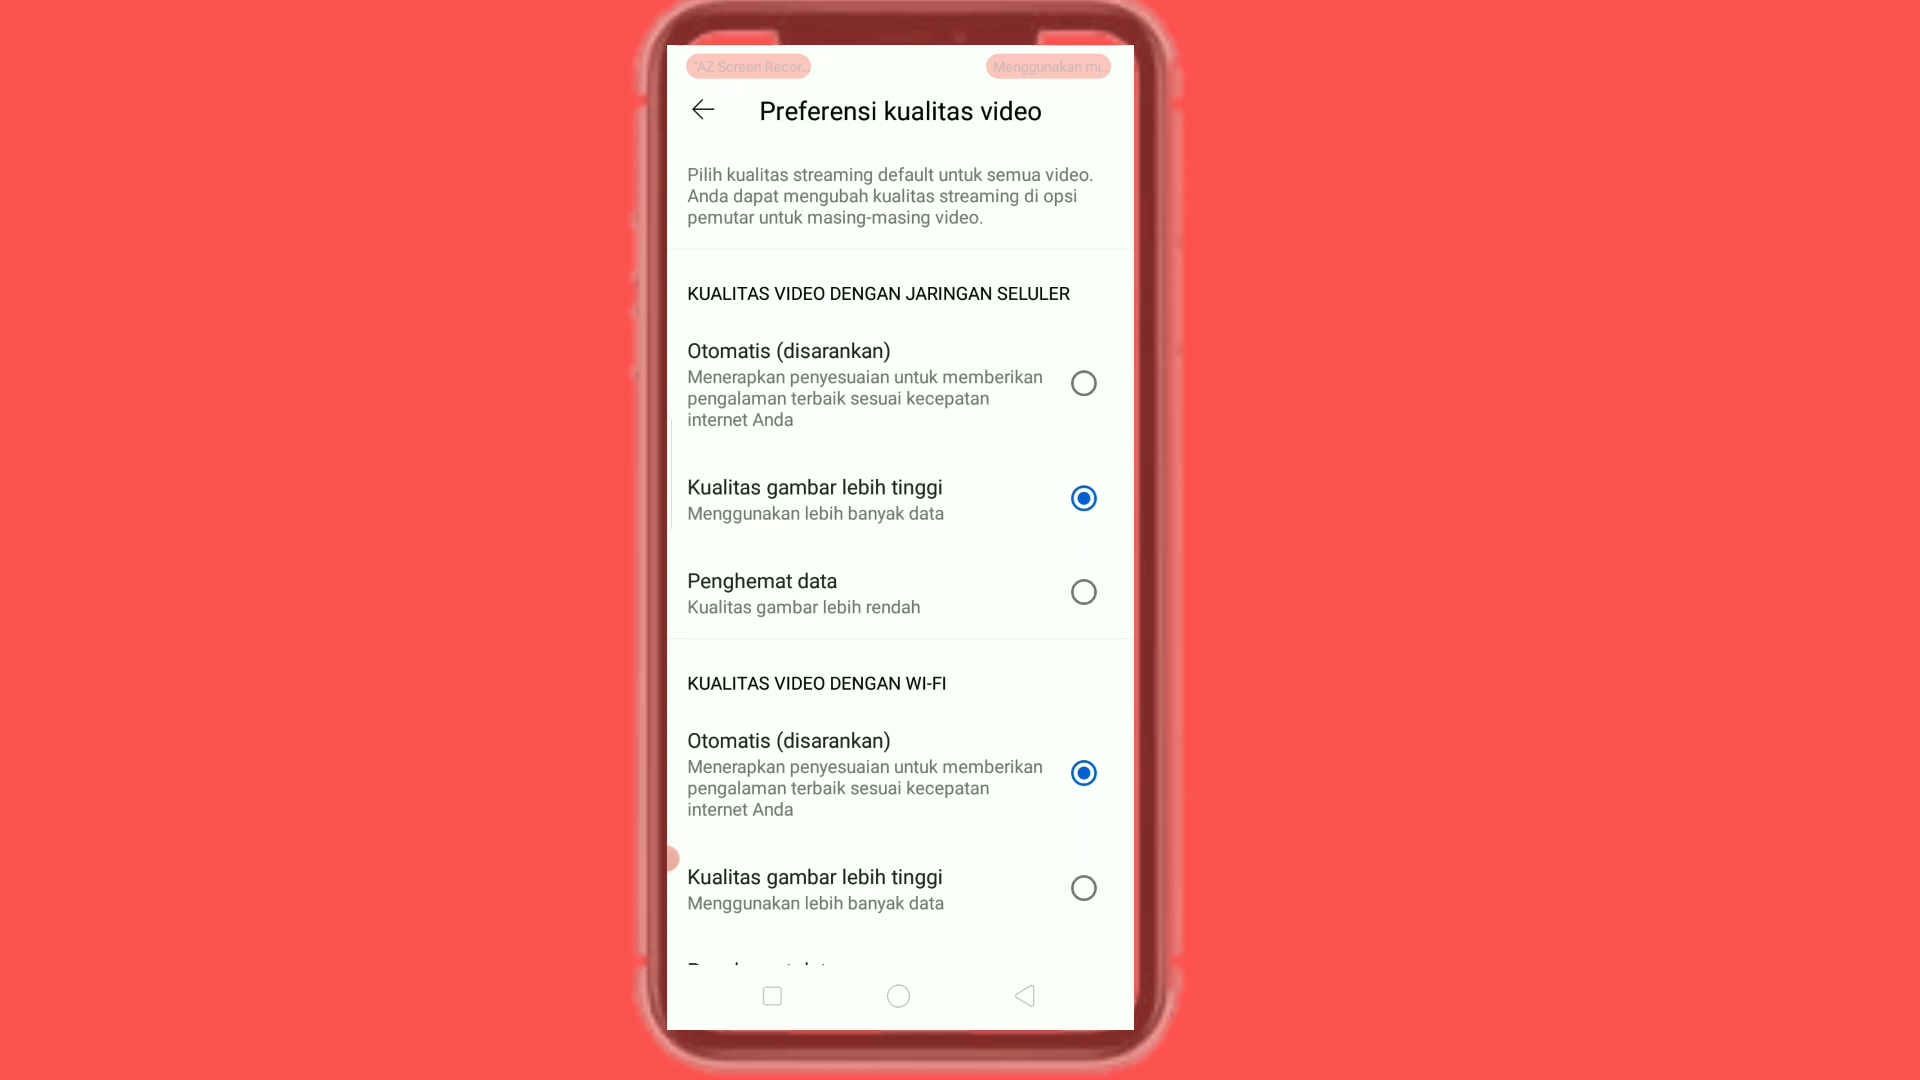 "AZ Screen Recor...
Menggunakan mi...
Preferensi kualitas video
Pilih kualitas streaming default untuk semua video.
Anda dapat mengubah kualitas streaming di opsi
pemutar untuk masing-masing video.
KUALITAS VIDEO DENGAN JARINGAN SELULER
Otomatis (disarankan)
Menerapkan penyesuaian untuk memberikan
pengalaman terbaik sesuai kecepatan
internet Anda
Kualitas gambar lebih tinggi
Menggunakan lebih banyak data
Penghemat data
Kualitas gambar lebih rendah
KUALITAS VIDEO DENGAN WI-FI
Otomatis (disarankan)
Menerapkan penyesuaian untuk memberikan
pengalaman terbaik sesuai kecepatan
internet Anda
Kualitas gambar lebih tinggi
Menggunakan lebih banyak data